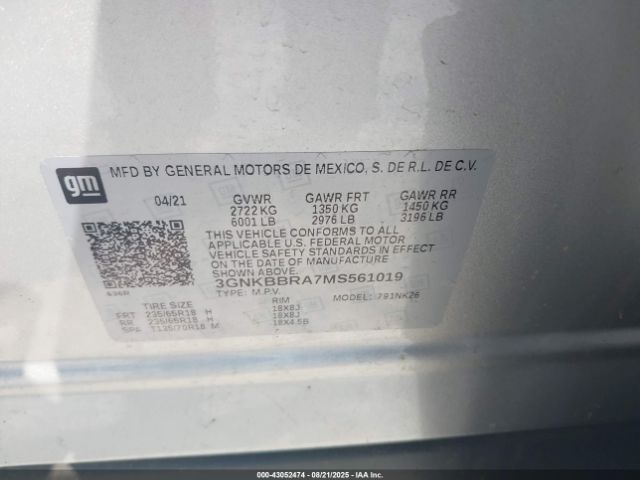 gm
MFD BY GENERAL MOTORS DE MEXICO, S. DE R.L. DE C.V.
04/21 GVWR GAWR FRT GAWR RR
2722 KG 1350 KG 1450 KG
6001 LB 2976 LB 3196 LB
THIS VEHICLE CONFORMS TO ALL
APPLICABLE U.S. FEDERAL MOTOR
VEHICLE SAFETY STANDARDS IN EFFECT
ON THE DATE OF MANUFACTURE
SHOWN ABOVE.
3GNKBBRA7MS561019
TYPE: M.P.V. MODEL: 791NK26
TIRE SIZE RIM
FRT 235/65R18 H 18X8J
RR 235/65R18 H 18X8J
SPA T135/70R18 M 18X4.5B
000-43052474 08/21/2025 IAAI.COM